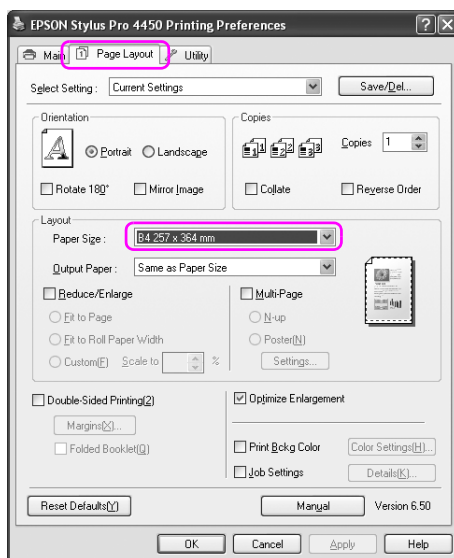 EPSON Stylus Pro 4450 Printing Preferences
Main
Page Layout
Utility
Select Setting :
Current Settings
Save/Del...
Orientation
A
Portrait
Landscape
Rotate 180°
Mirror Image
Copies
Copies
1
Collate
Reverse Order
Layout
Paper Size :
B4 257 x 364 mm
Output Paper :
Same as Paper Size
Reduce/Enlarge
Fit to Page
Fit to Roll Paper Width
Custom(F) Scale to %
Multi-Page
N-up
Poster(N)
Settings...
Double-Sided Printing(2)
Margins(X)...
Folded Booklet(Q)
Optimize Enlargement
Print Bckg Color
Color Settings(H)...
Job Settings
Details(K)...
Reset Defaults(Y)
Manual
Version 6.50
OK
Cancel
Apply
Help